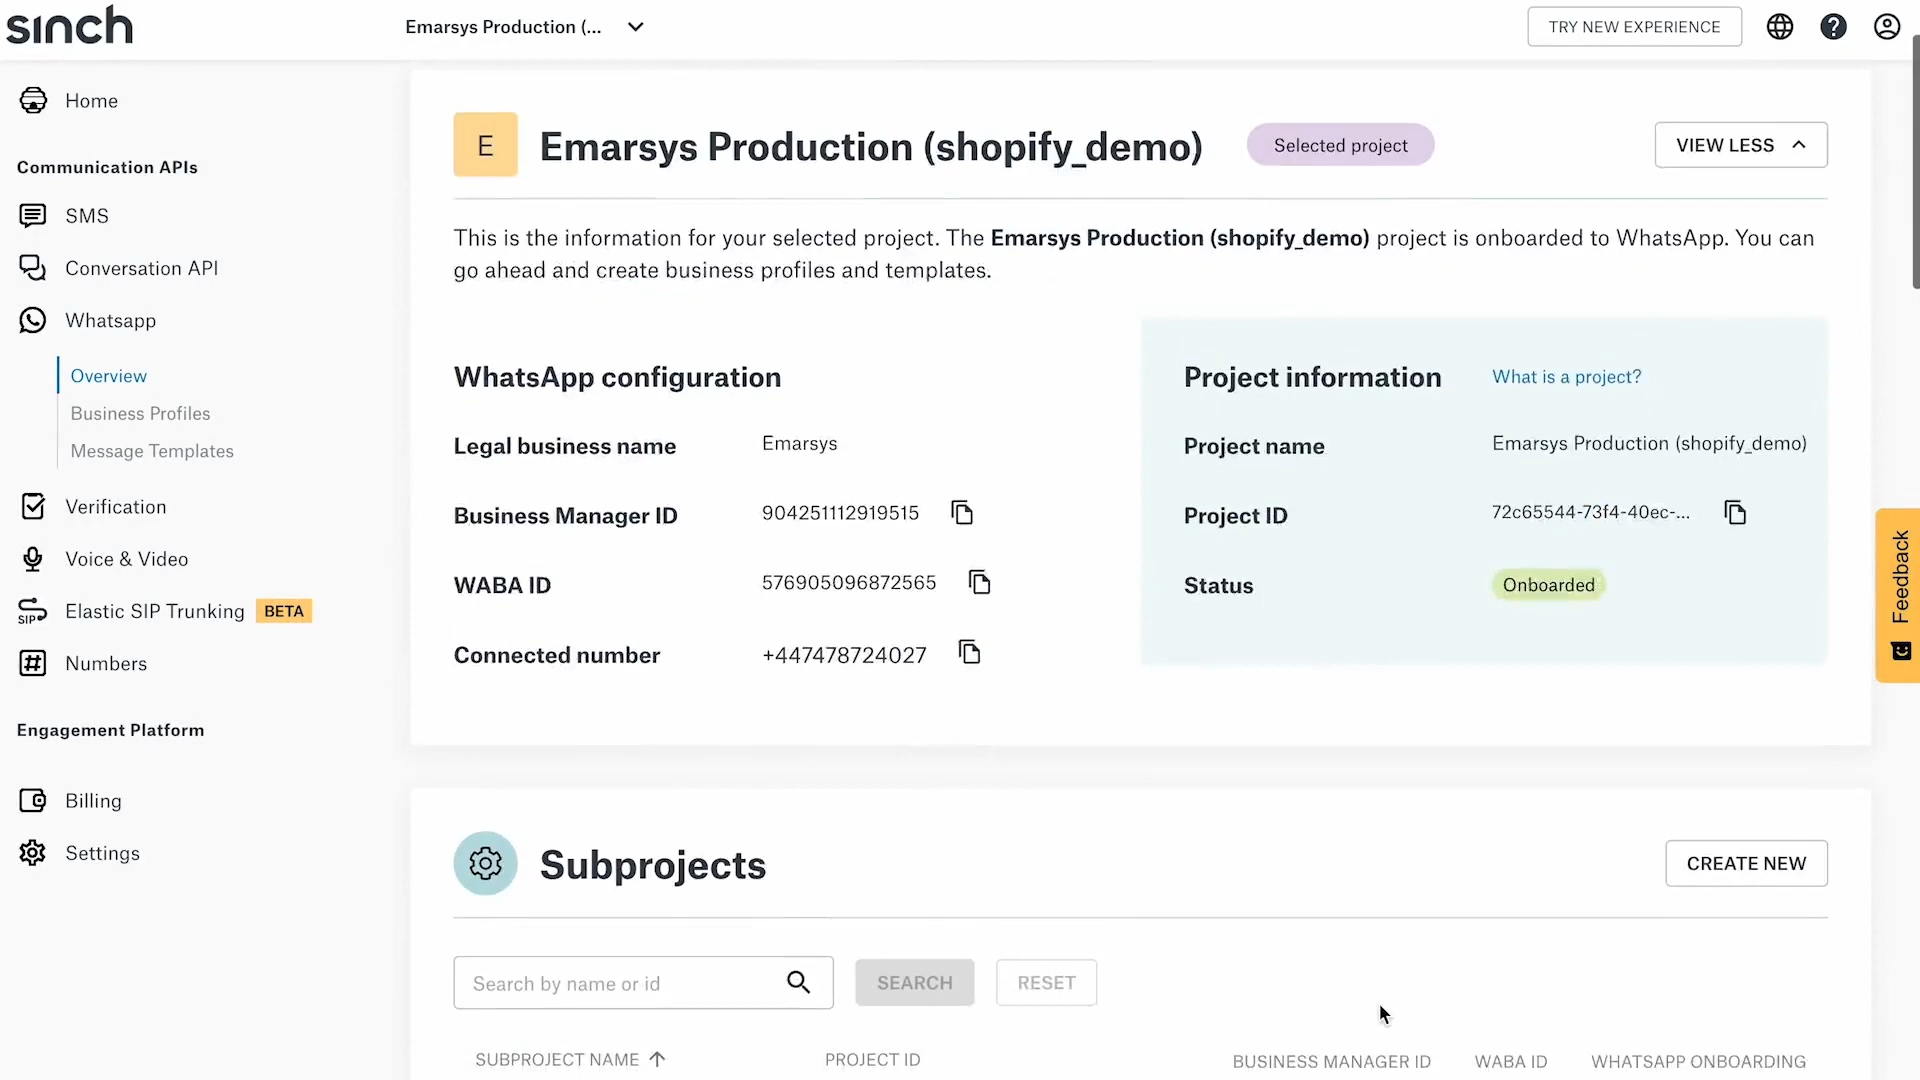 sinch
Emarsys Production (...
TRY NEW EXPERIENCE
Home
Communication APIs
SMS
Conversation API
Whatsapp
Overview
Business Profiles
Message Templates
Verification
Voice & Video
SIP
Elastic SIP Trunking BETA
Numbers
Engagement Platform
Billing
Settings
E
Emarsys Production (shopify_demo)
Selected project
VIEW LESS
This is the information for your selected project. The Emarsys Production (shopify_demo) project is onboarded to WhatsApp. You can
go ahead and create business profiles and templates.
WhatsApp configuration
Legal business name Emarsys
Business Manager ID 904251112919515
WABA ID 576905096872565
Connected number +447478724027
Project information What is a project?
Project name Emarsys Production (shopify_demo)
Project ID 72c65544-73f4-40ec-...
Status Onboarded
Feedback
Subprojects
CREATE NEW
Search by name or id
SEARCH
RESET
SUBPROJECT NAME PROJECT ID BUSINESS MANAGER ID WABA ID WHATSAPP ONBOARDING